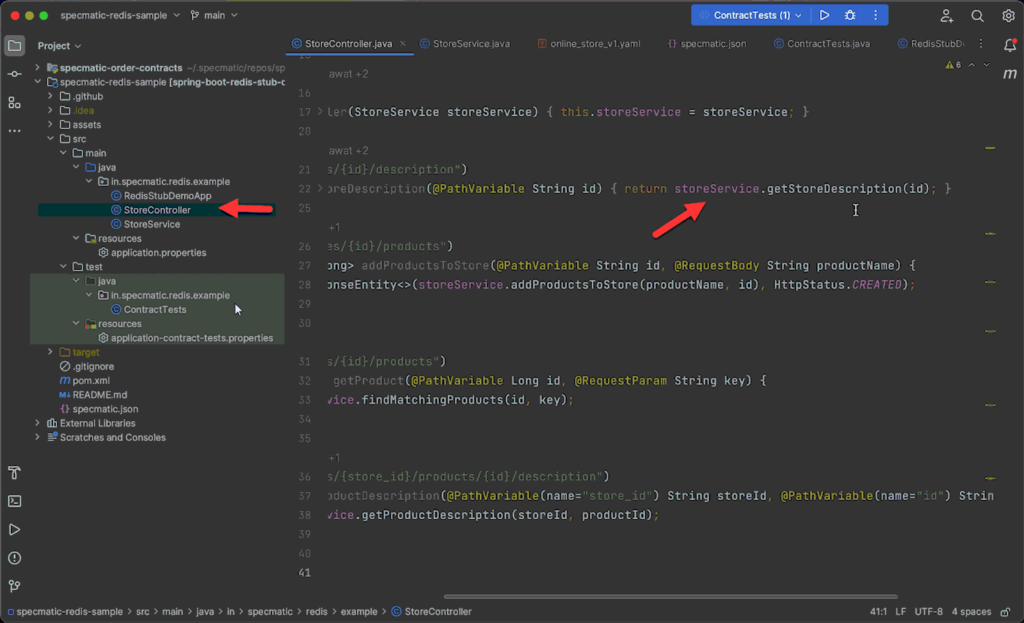 specmatic-redis-sample
main
ContractTests (1)
Project
StoreController.java
StoreService.java
online_store_v1.yaml
specmatic.json
ContractTests.java
RedisStubD
6
specmatic-order-contracts ~/.specmatic/repos/sp
specmatic-redis-sample [spring-boot-redis-stub-c
.github
.idea
assets
src
main
java
in.specmatic.redis.example
RedisStubDemoApp
StoreController
StoreService
resources
application.properties
test
java
in.specmatic.redis.example
ContractTests
resources
application-contract-tests.properties
target
.gitignore
pom.xml
README.md
specmatic.json
External Libraries
Scratches and Consoles
awat +2
16
17 ler(StoreService storeService) { this.storeService = storeService; }
20
awat +2
21 s/{id}/description")
22 oreDescription(@PathVariable String id) { return storeService.getStoreDescription(id); }
25
+1
26 es/{id}/products")
27 ong> addProductsToStore(@PathVariable String id, @RequestBody String productName) {
28 onseEntity<>(storeService.addProductsToStore(productName, id), HttpStatus.CREATED);
29
30
31 s/{id}/products")
32 getProduct(@PathVariable Long id, @RequestParam String key) {
33 vice.findMatchingProducts(id, key);
34
35
+1
36 s/{store_id}/products/{id}/description")
37 oductDescription(@PathVariable(name="store_id") String storeId, @PathVariable(name="id") Strin
38 vice.getProductDescription(storeId, productId);
39
40
41
specmatic-redis-sample > src > main > java > in > specmatic > redis > example > StoreController
41:1 LF UTF-8 4 spaces